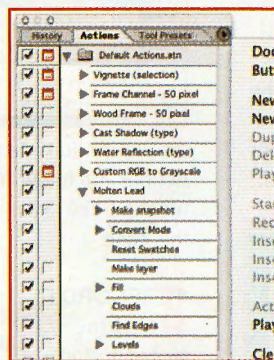 History Actions Tool Presets
Default Actions.atn
Vignette (selection)
Frame Channel - 50 pixel
Wood Frame - 50 pixel
Cast Shadow (type)
Water Reflection (type)
Custom RGB to Grayscale
Molten Lead
Make snapshot
Convert Mode
Reset Swatches
Make layer
Fill
Clouds
Find Edges
Levels
Doc
But
New
New
Dup
Del
Play
Star
Rec
Inse
Inse
Inse
Act
Play
Cle